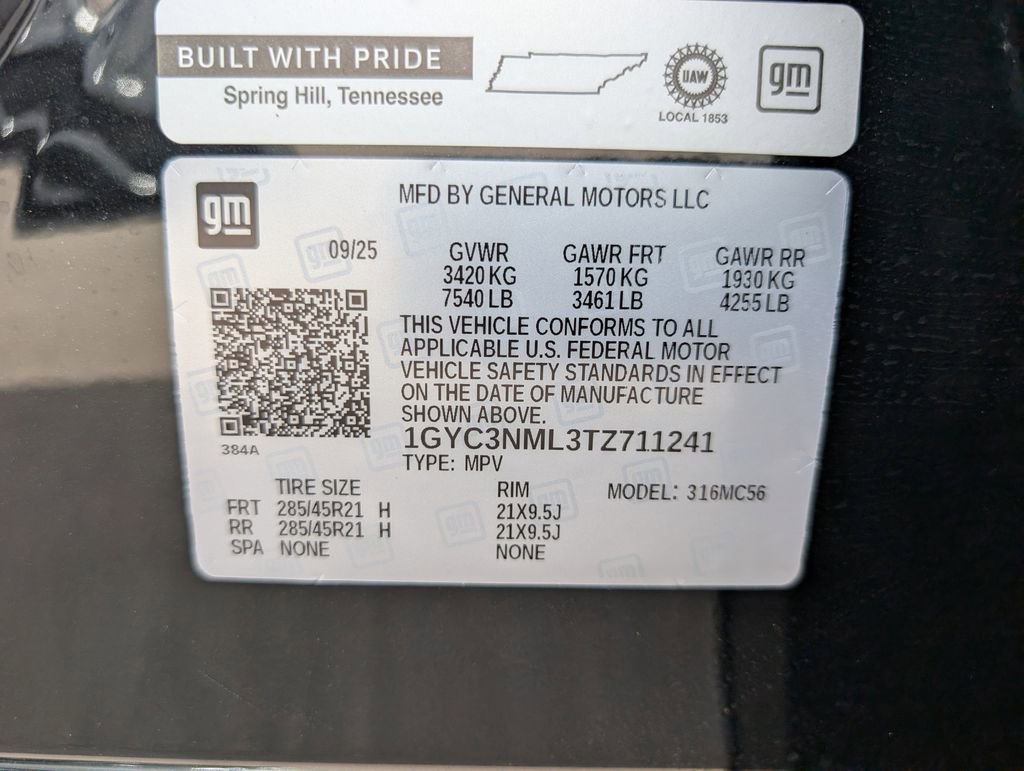 BUILT WITH PRIDE
Spring Hill, Tennessee
UAW
LOCAL 1853
gm
gm
MFD BY GENERAL MOTORS LLC
09/25
GVWR GAWR FRT GAWR RR
3420 KG 1570 KG 1930 KG
7540 LB 3461 LB 4255 LB
THIS VEHICLE CONFORMS TO ALL
APPLICABLE U.S. FEDERAL MOTOR
VEHICLE SAFETY STANDARDS IN EFFECT
ON THE DATE OF MANUFACTURE
SHOWN ABOVE.
384A
1GYC3NML3TZ711241
TYPE: MPV
TIRE SIZE RIM MODEL: 316MC56
FRT 285/45R21 H 21X9.5J
RR 285/45R21 H 21X9.5J
SPA NONE NONE